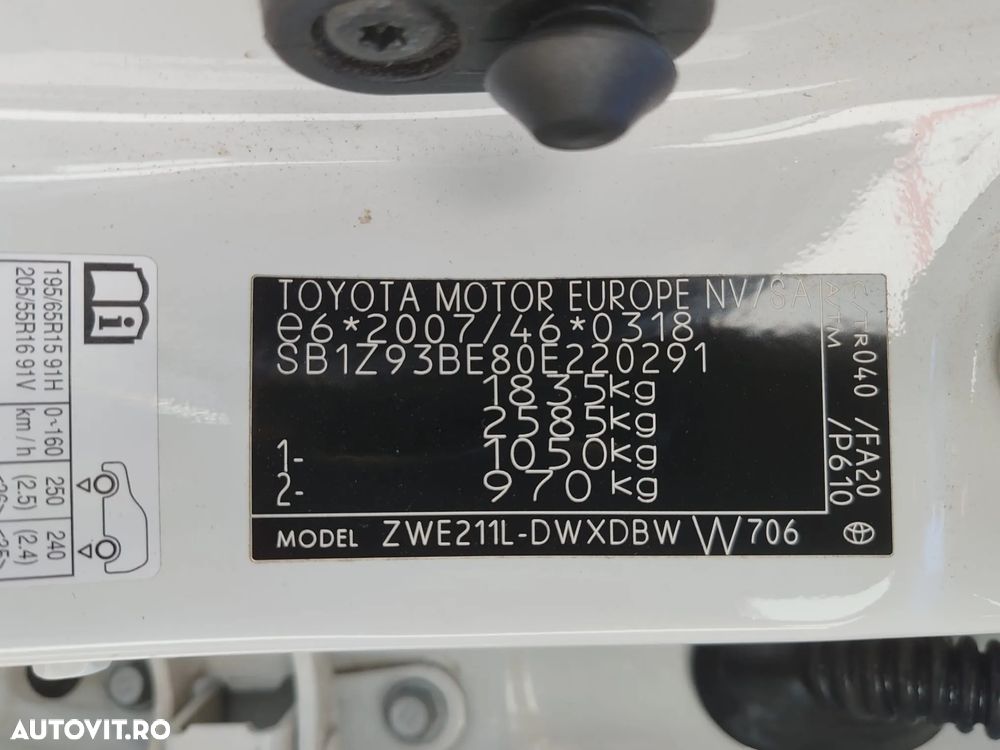 TOYOTA MOTOR EUROPE NV/SA
e6*2007/46*0318
SB1Z93BE80E220291
1835kg
2585kg
1- 1050kg
2- 970kg
MODEL ZWE211L-DWXDBW W706
C/TR040 /FA20
A/TM /P610
195/65R15 91H 0~160 250 240
205/55R16 91V km/h (2.5) (2.4)
i
AUTOVIT.RO